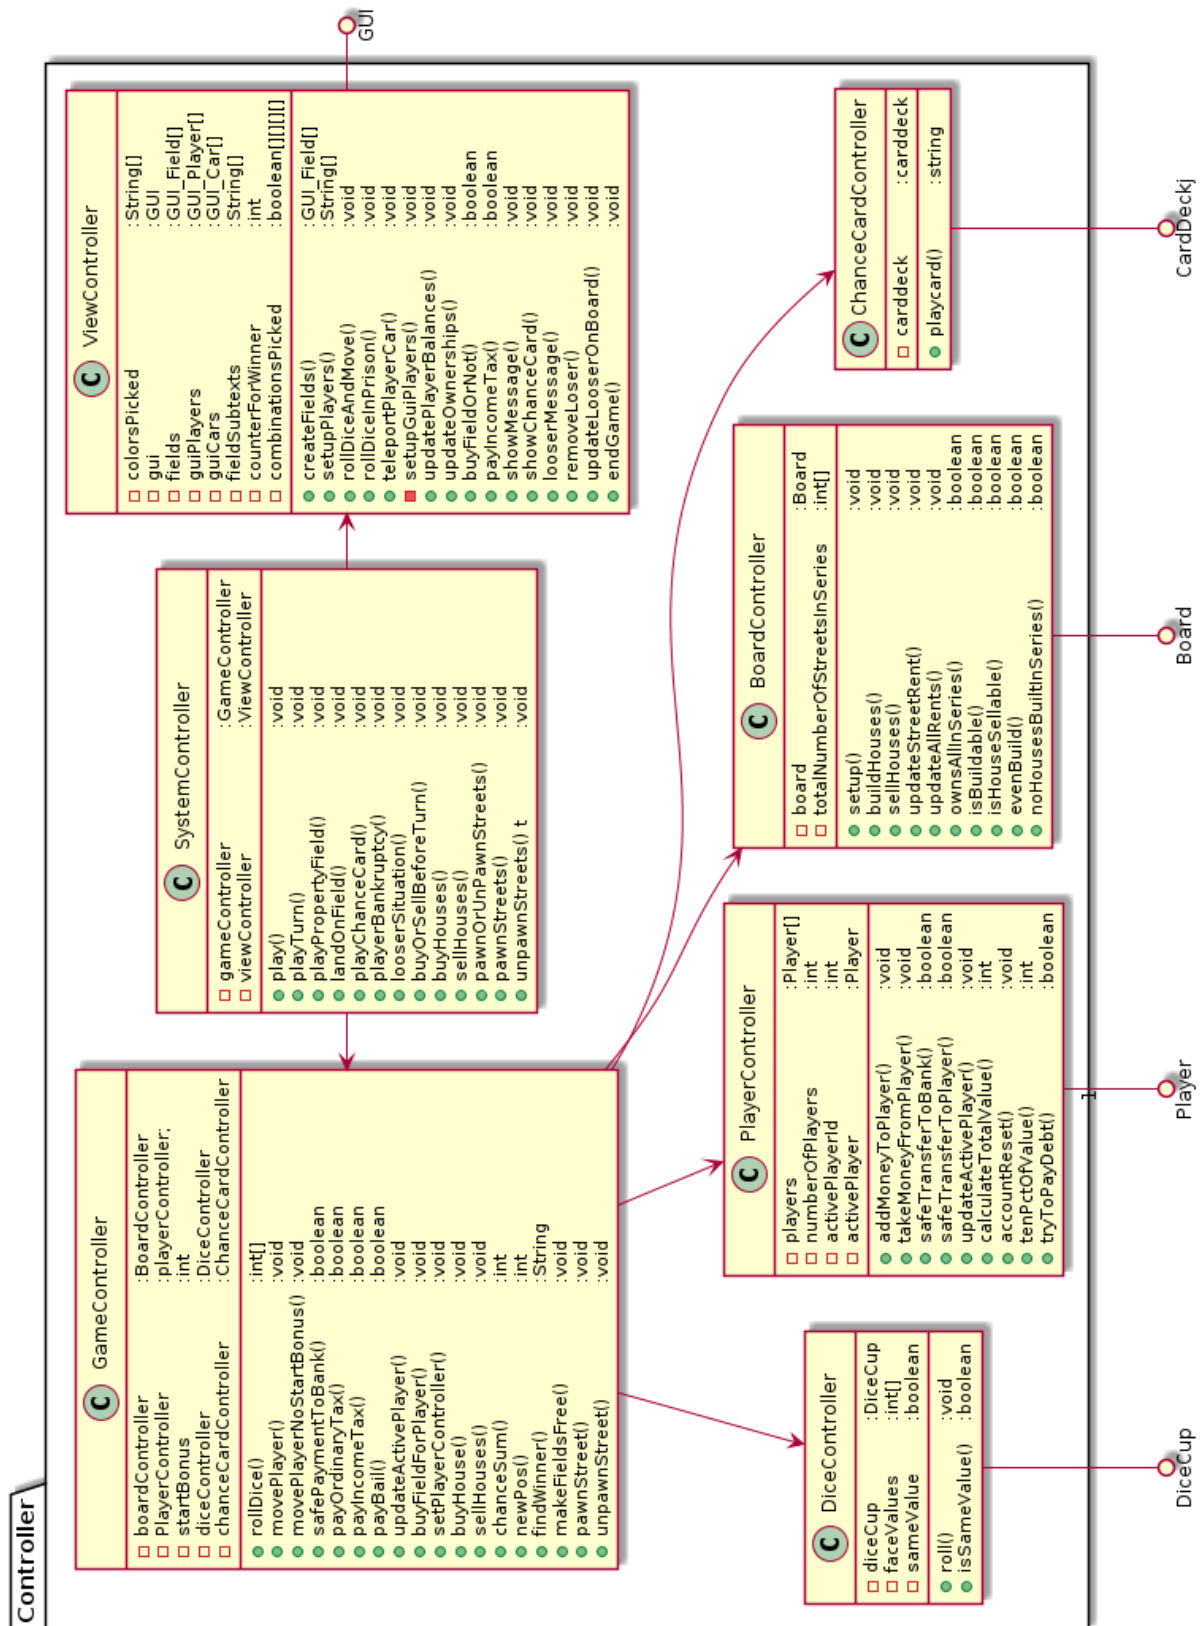 Controller
GameController
boardController :BoardController
PlayerController :playerController;
startBonus :int
diceController :DiceController
chanceCardController :ChanceCardController
rollDice() :int[]
movePlayer() :void
movePlayerNoStartBonus() :void
safePaymentToBank() :boolean
payOrdinaryTax() :boolean
payIncomeTax() :boolean
payBail() :boolean
updateActivePlayer() :void
buyFieldForPlayer() :void
setPlayerController() :void
buyHouse() :void
sellHouses() :void
chanceSum() :int
newPos() :int
findWinner() :String
makeFieldsFree() :void
pawnStreet() :void
unpawnStreet() :void
SystemController
gameController :GameController
viewController :ViewController
play() :void
playTurn() :void
playPropertyField() :void
landOnField() :void
playChanceCard() :void
playerBankruptcy() :void
looserSituation() :void
buyOrSellBeforeTurn() :void
buyHouses() :void
sellHouses() :void
pawnOrUnPawnStreets() :void
pawnStreets() :void
unpawnStreets() t :void
ViewController
colorsPicked :String[]
gui :GUI
fields :GUI_Field[]
guiPlayers :GUI_Player[]
guiCars :GUI_Car[]
fieldSubtexts :String[]
counterForWinner :int
combinationsPicked :boolean[][][][]
createFields() :GUI_Field[]
setupPlayers() :String[]
rollDiceAndMove() :void
rollDiceInPrison() :void
teleportPlayerCar() :void
setupGuiPlayers() :void
updatePlayerBalances() :void
updateOwnerships() :void
buyFieldOrNot() :boolean
payIncomeTax() :boolean
showMessage() :void
showChanceCard() :void
looserMessage() :void
removeLoser() :void
updateLooserOnBoard() :void
endGame() :void
GUI
DiceController
diceCup :DiceCup
faceValues :int[]
sameValue :boolean
roll() :void
isSameValue() :boolean
PlayerController
players :Player[]
numberOfPlayers :int
activePlayerId :int
activePlayer :Player
addMoneyToPlayer() :void
takeMoneyFromPlayer() :void
safeTransferToBank() :boolean
safeTransferToPlayer() :boolean
updateActivePlayer() :void
calculateTotalValue() :int
accountReset() :void
tenPctOfValue() :int
tryToPayDebt() :boolean
BoardController
board :Board
totalNumberOfStreetsInSeries :int[]
setup() :void
buildHouses() :void
sellHouses() :void
updateStreetRent() :void
updateAllRents() :void
ownsAllInSeries() :boolean
isBuildable() :boolean
isHouseSellable() :boolean
evenBuild() :boolean
noHousesBuiltInSeries() :boolean
ChanceCardController
carddeck :carddeck
playcard() :string
1
DiceCup
Player
Board
CardDeckj